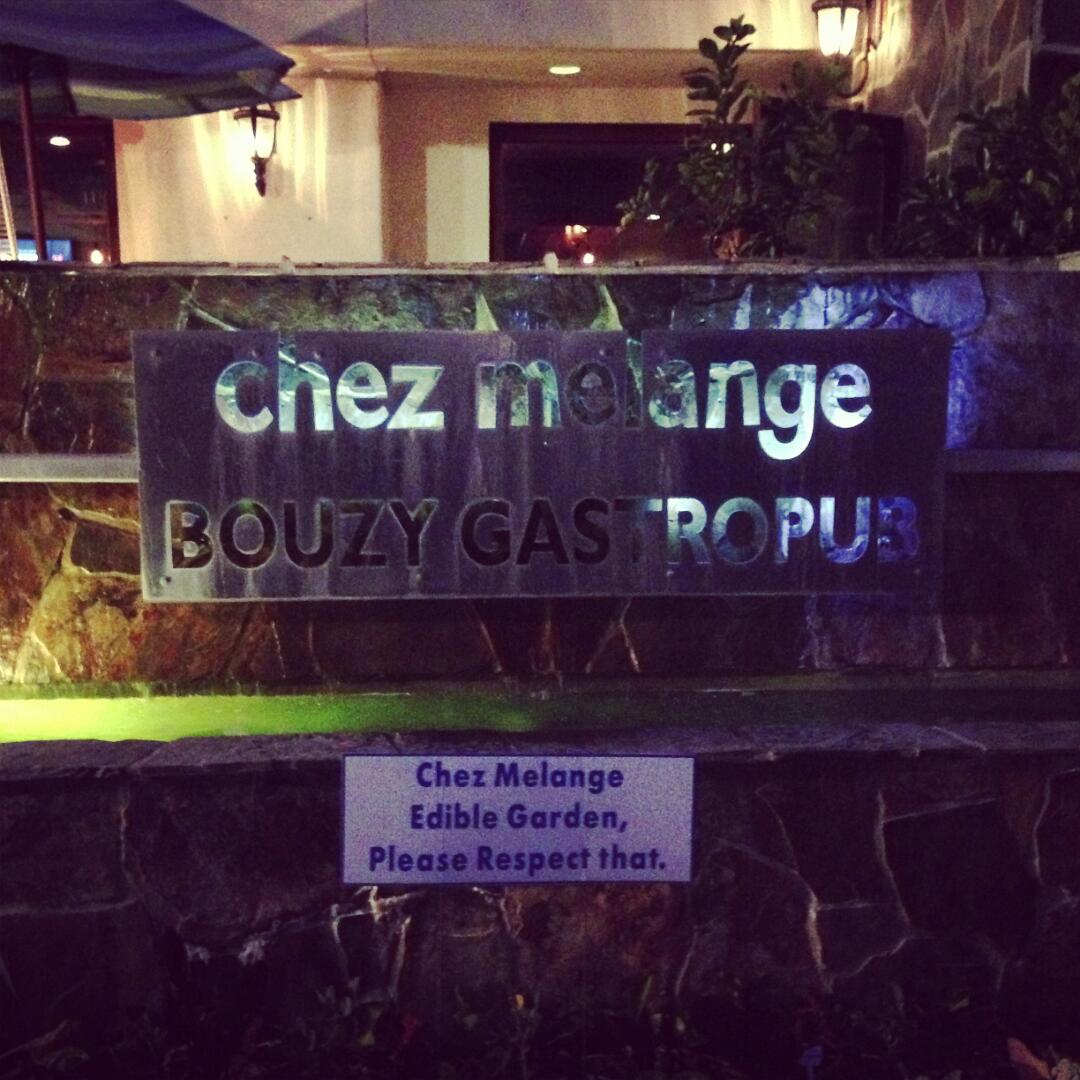 chez melange
BOUZY GASTROPUB
Chez Melange
Edible Garden,
Please Respect that.